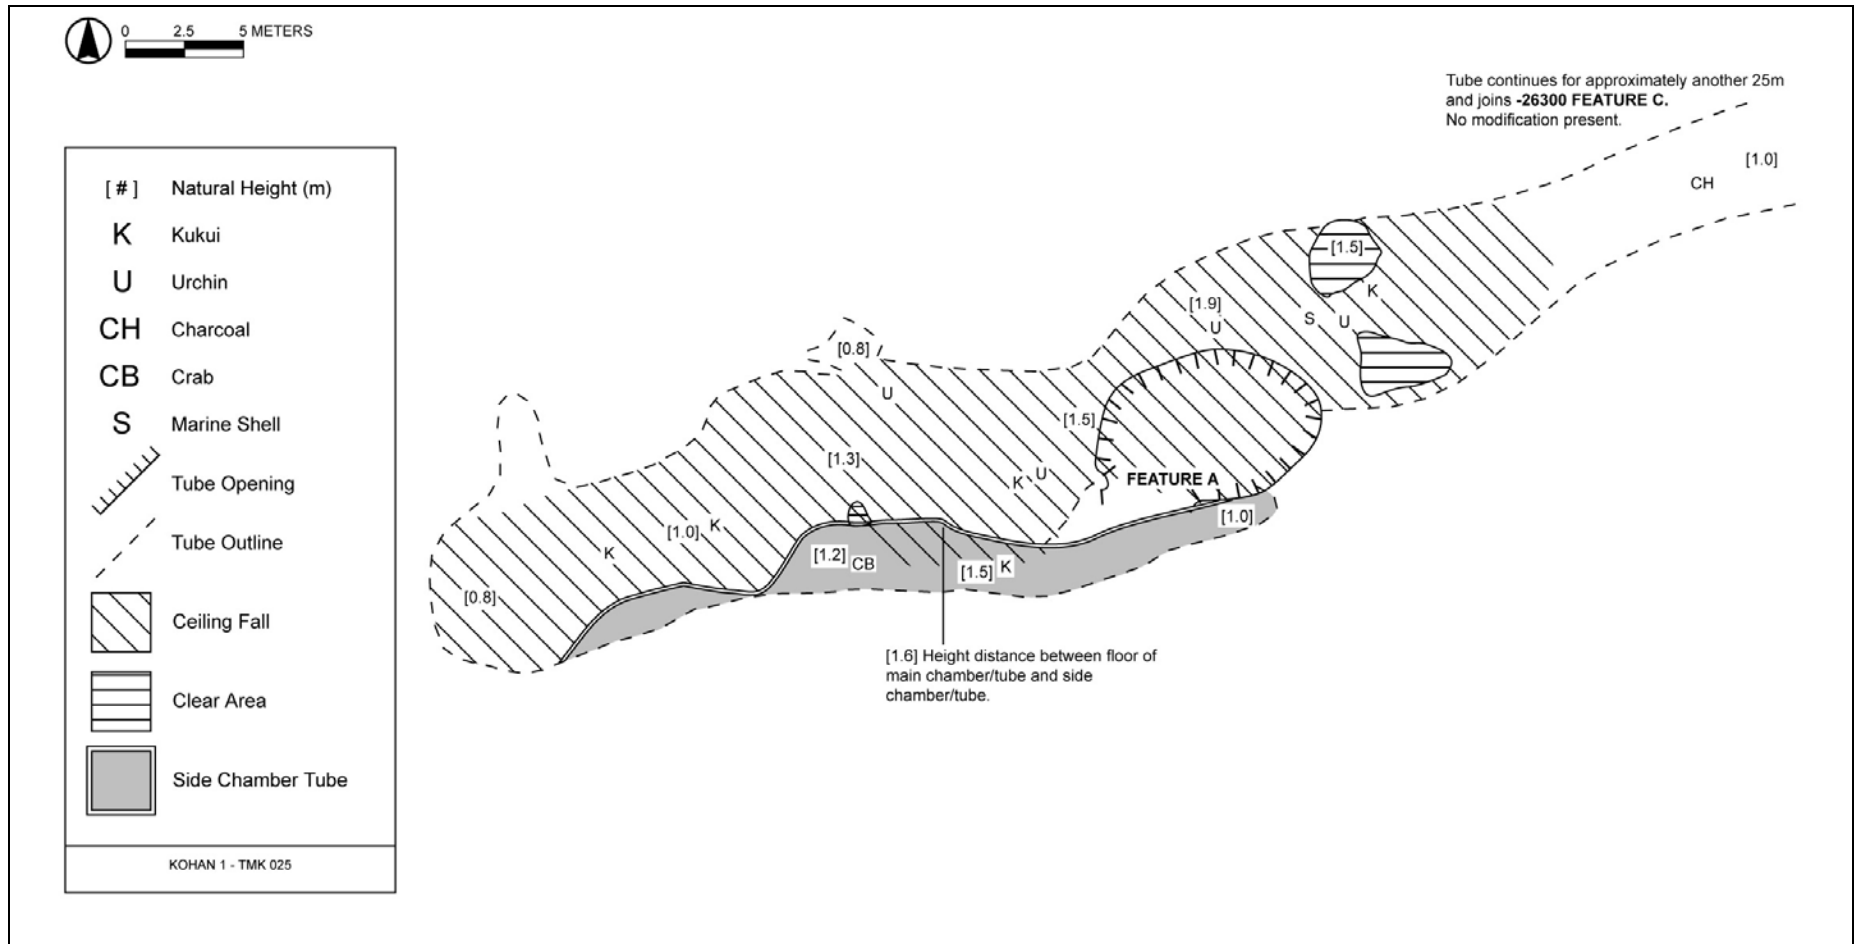 0 2.5 5 METERS
Tube continues for approximately another 25m
and joins -26300 FEATURE C.
No modification present.
[1.0]
CH
[ # ] Natural Height (m)
K Kukui
U Urchin
CH Charcoal
CB Crab
S Marine Shell
Tube Opening
Tube Outline
Ceiling Fall
Clear Area
Side Chamber Tube
KOHAN 1 - TMK 025
[1.5]
K
[1.9]
S
U
U
[0.8]
U
[1.5]
[1.3]
K U
FEATURE A
[1.0] K
K
[1.0]
[1.2] CB
[1.5] K
[0.8]
[1.6] Height distance between floor of
main chamber/tube and side
chamber/tube.